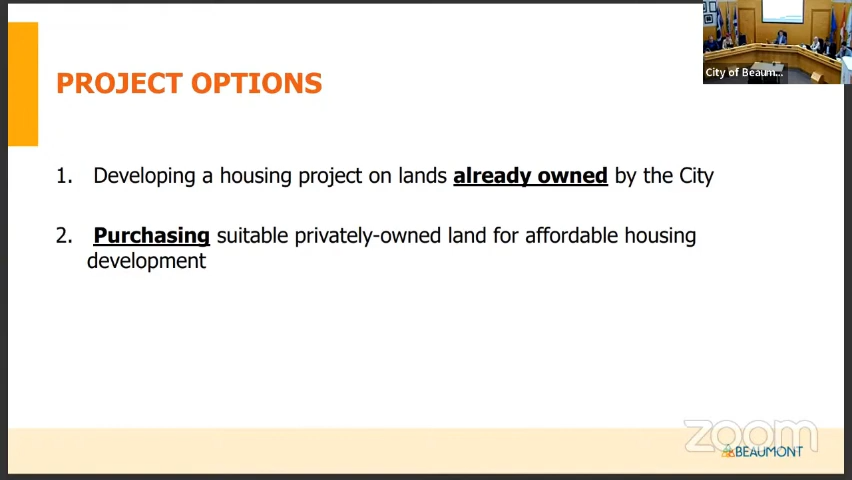 City of Beaum...
PROJECT OPTIONS
1. Developing a housing project on lands already owned by the City
2. Purchasing suitable privately-owned land for affordable housing
development
zoom
BEAUMONT